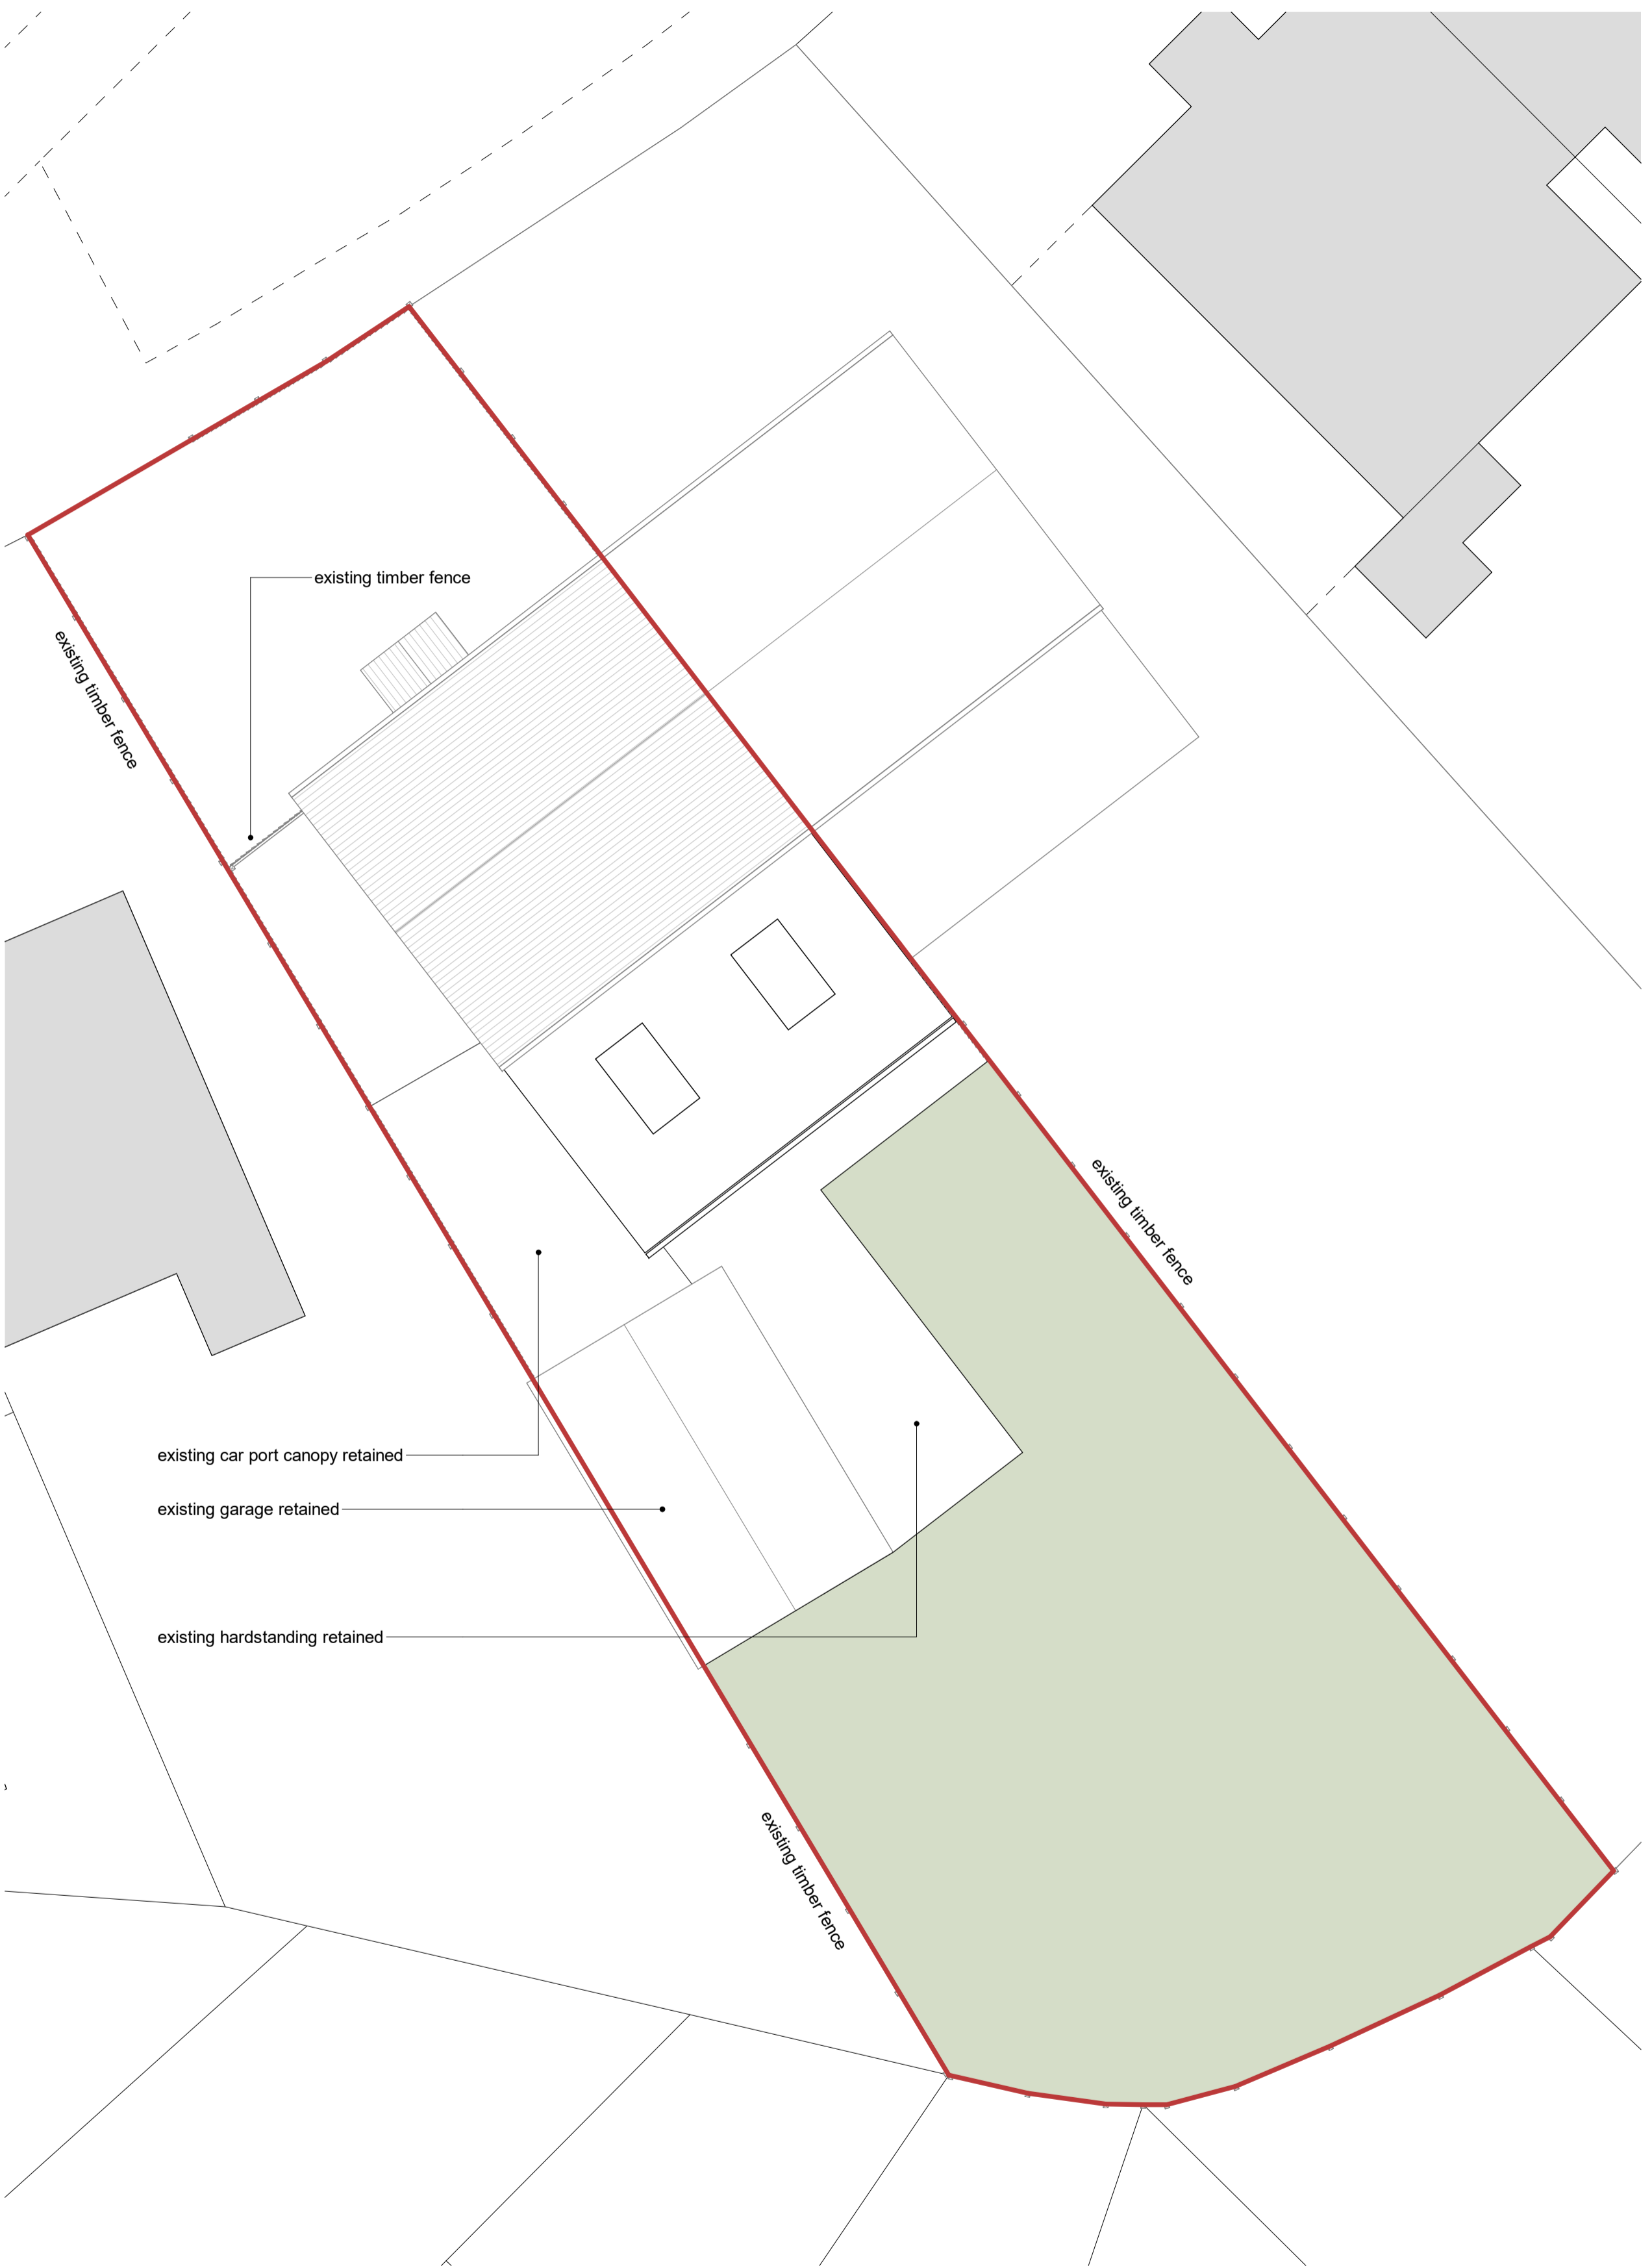 existing timber fence
existing timber fence
existing timber fence
existing car port canopy retained
existing garage retained
existing hardstanding retained
existing timber fence